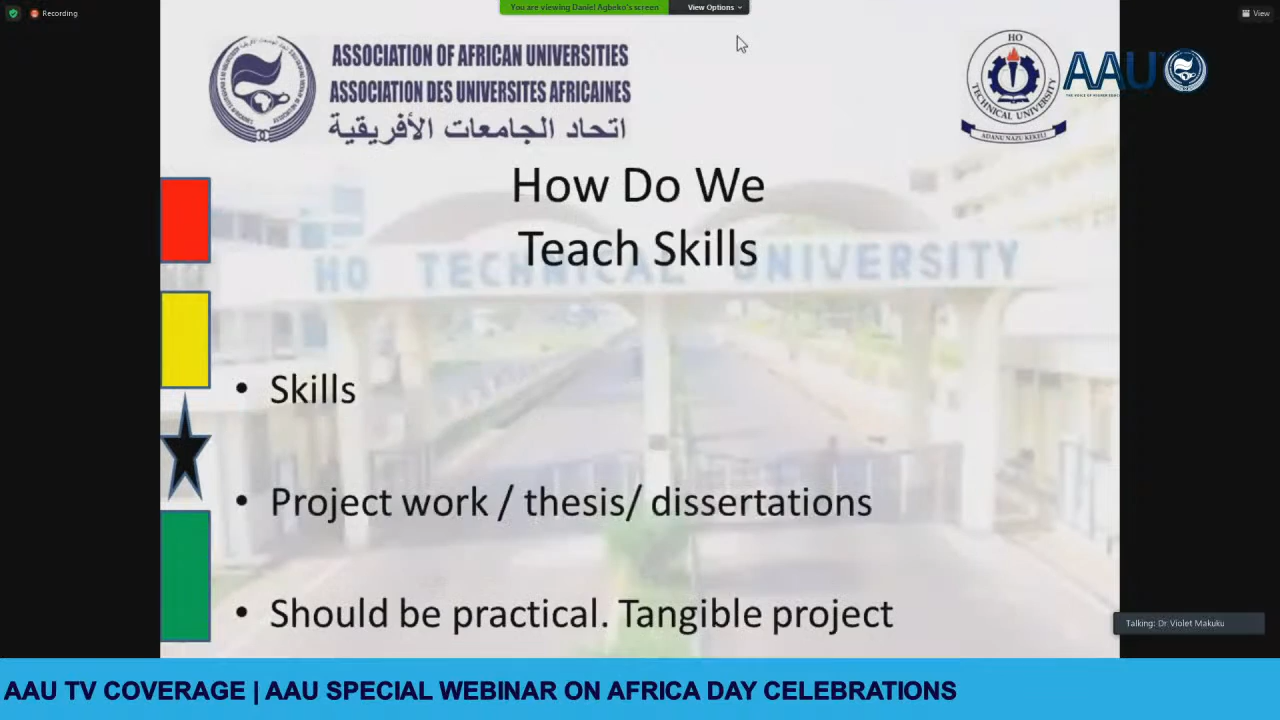 Recording
You are viewing Daniel Agbeko's screen
View Options
View
ASSOCIATION OF AFRICAN UNIVERSITIES
ASSOCIATION DES UNIVERSITES AFRICAINES
اتحاد الجامعات الأفريقية
HO
TECHNICAL UNIVERSITY
ADANU NAZU KEKELI
AAU
How Do We
Teach Skills
HO TECHNICAL UNIVERSITY
• Skills
• Project work / thesis/ dissertations
• Should be practical. Tangible project
Talking: Dr Violet Makuku
AAU TV COVERAGE | AAU SPECIAL WEBINAR ON AFRICA DAY CELEBRATIONS